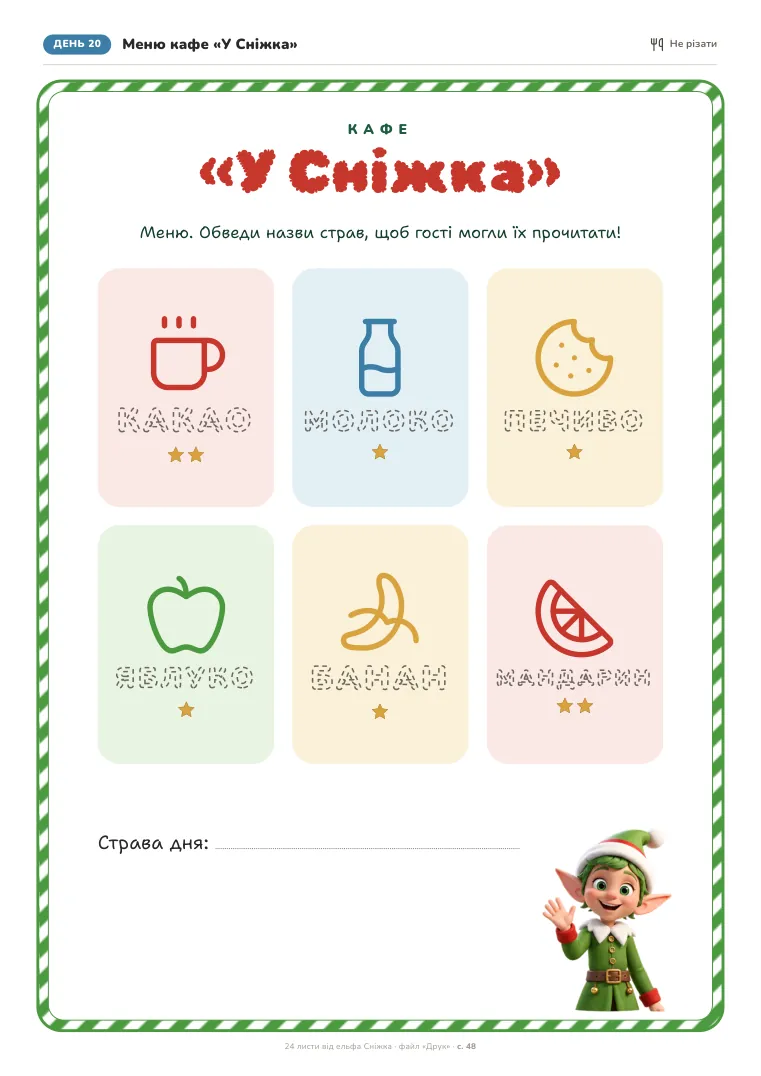 ДЕНЬ 20 Меню кафе «У Сніжка» Не різати
КАФЕ
«У Сніжка»
Меню. Обведи назви страв, щоб гості могли їх прочитати!
КАКАО МОЛОКО ПЕЧИВО
ЯБЛУКО БАНАН МАНДАРИН
Страва дня:
24 листи від ельфа Сніжка · файл «Друк» · с. 48